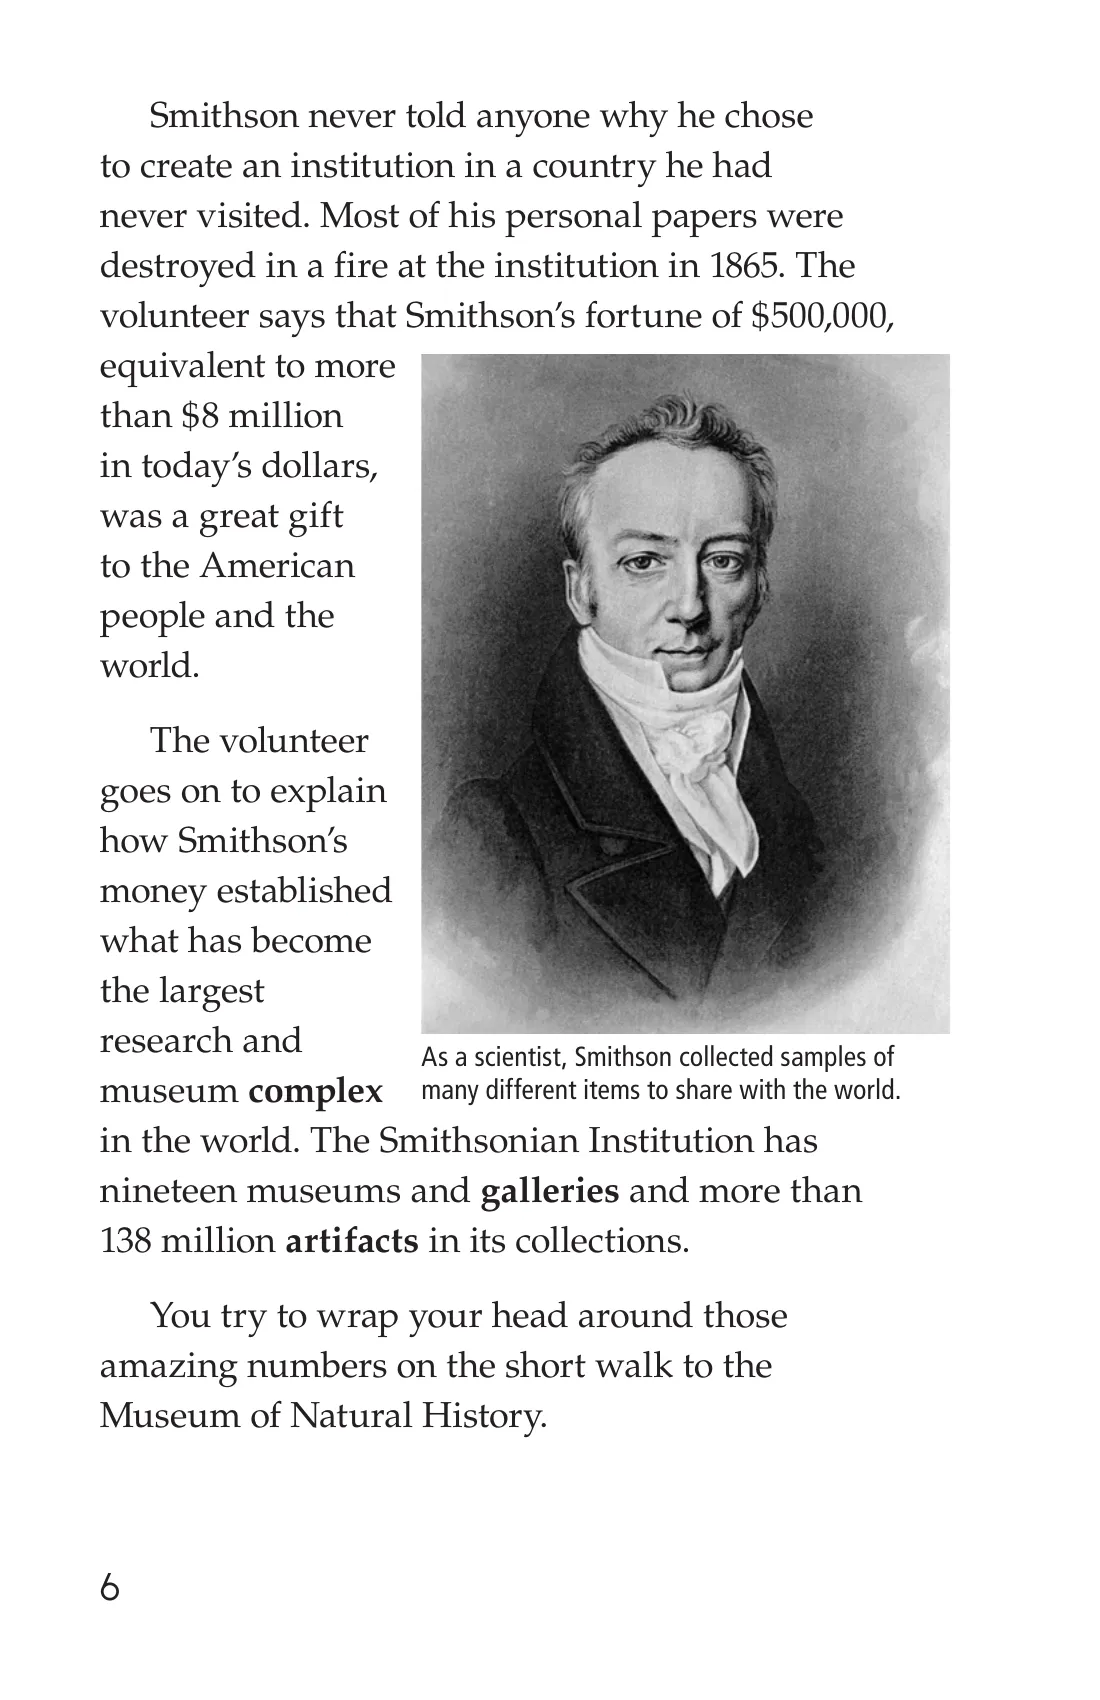 Smithson never told anyone why he chose
to create an institution in a country he had
never visited. Most of his personal papers were
destroyed in a fire at the institution in 1865. The
volunteer says that Smithson’s fortune of $500,000,
equivalent to more
than $8 million
in today’s dollars,
was a great gift
to the American
people and the
world.
The volunteer
goes on to explain
how Smithson’s
money established
what has become
the largest
research and
museum complex
in the world. The Smithsonian Institution has
nineteen museums and galleries and more than
138 million artifacts in its collections.
As a scientist, Smithson collected samples of
many different items to share with the world.
You try to wrap your head around those
amazing numbers on the short walk to the
Museum of Natural History.
6